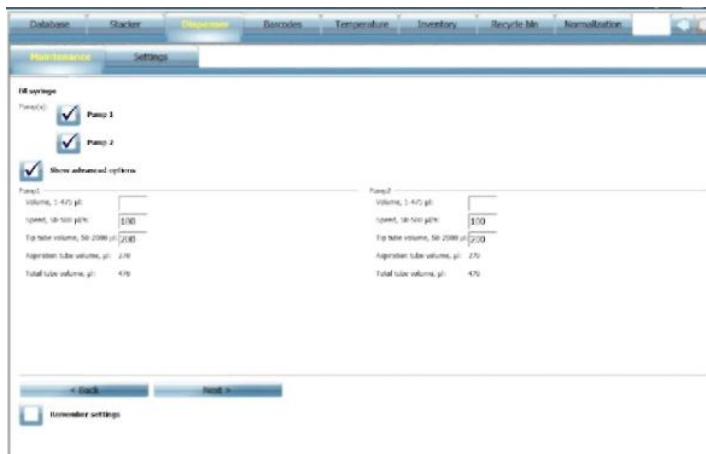 Database Stacker Dispenser Barcodes Temperature Inventory Recycle bin Normalization
Maintenance Settings
Fill syringe
Pump(s): Pump 1
Pump 2
Show advanced options
Pump1
Volume, 1-475 µl:
Speed, 50-500 µl/s: 100
Tip tube volume, 50-2000 µl: 200
Aspiration tube volume, µl: 270
Total tube volume, µl: 470
Pump2
Volume, 1-475 µl:
Speed, 50-500 µl/s: 100
Tip tube volume, 50-2000 µl: 200
Aspiration tube volume, µl: 270
Total tube volume, µl: 470
< Back Next >
Remember settings